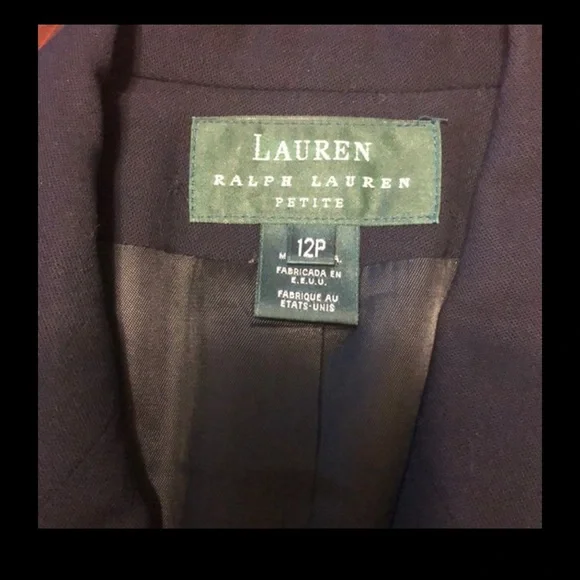 LAUREN
RALPH LAUREN
PETITE
12P
FABRICADA EN
E.E.U.U.
FABRIQUE AU
ETATS-UNIS